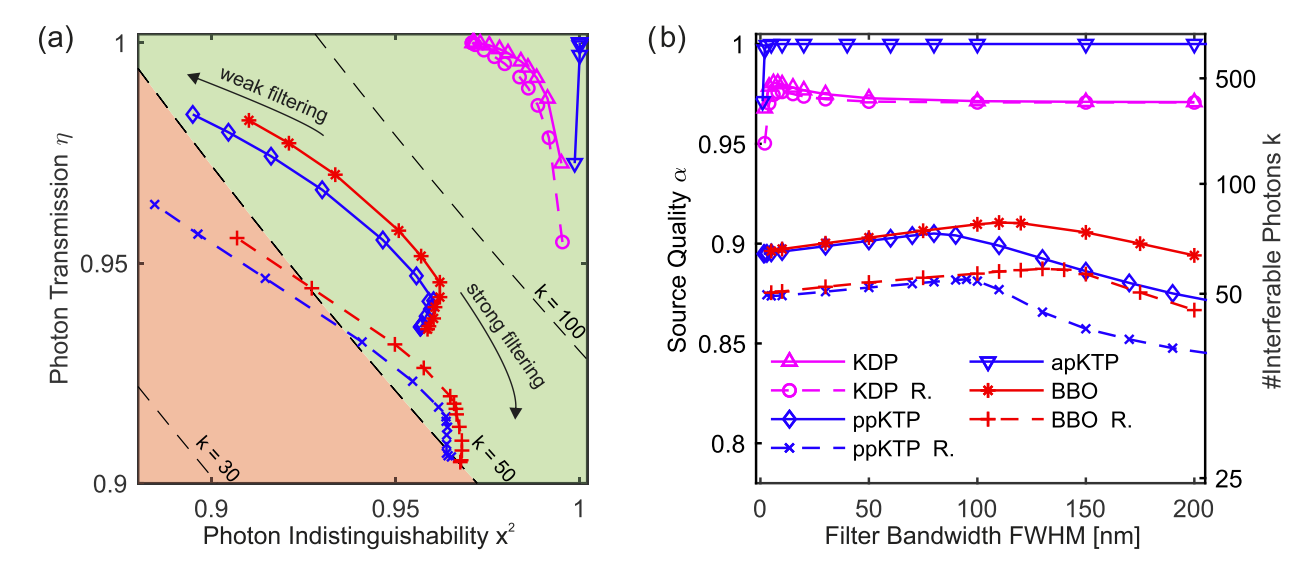 (a)
1
0.95
0.9
Photon Transmission η
weak filtering
strong filtering
k = 100
k = 50
k = 30
0.9
0.95
1
Photon Indistinguishability x²
(b)
1
0.95
0.9
0.85
0.8
Source Quality α
500
100
50
25
#Interferable Photons k
KDP
KDP R.
ppKTP
ppKTP R.
apKTP
BBO
BBO R.
0
50
100
150
200
Filter Bandwidth FWHM [nm]